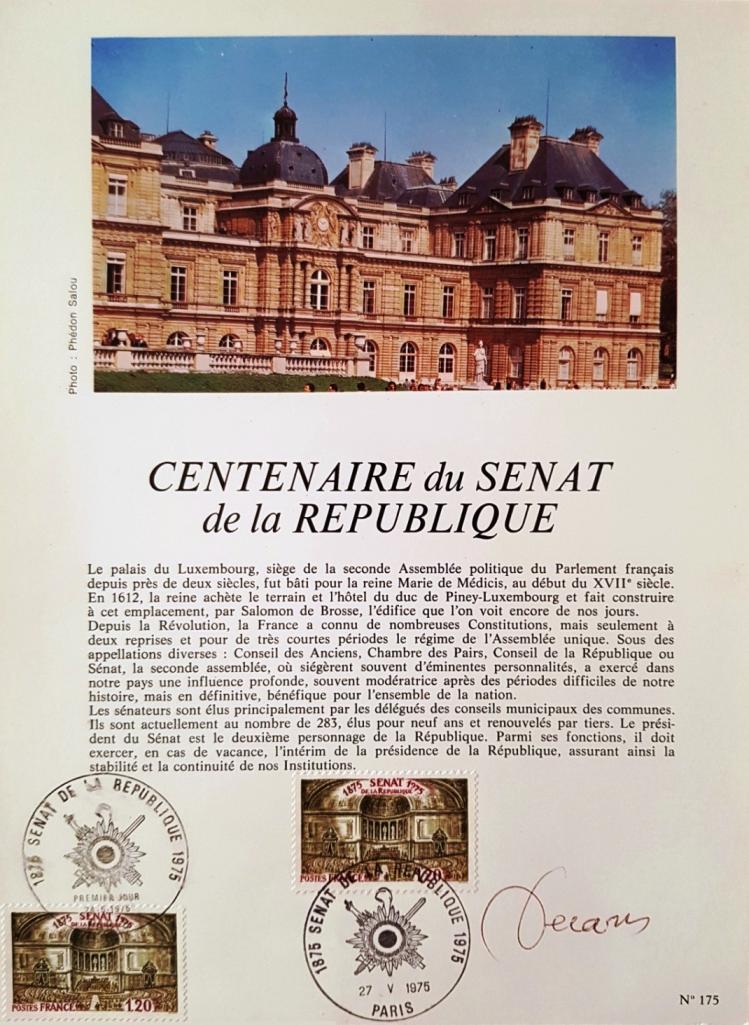 Photo : Phédon Salou
CENTENAIRE du SENAT
de la REPUBLIQUE
Le palais du Luxembourg, siège de la seconde Assemblée politique du Parlement français
depuis près de deux siècles, fut bâti pour la reine Marie de Médicis, au début du XVIIe siècle.
En 1612, la reine achète le terrain et l'hôtel du duc de Piney-Luxembourg et fait construire
à cet emplacement, par Salomon de Brosse, l'édifice que l'on voit encore de nos jours.
Depuis la Révolution, la France a connu de nombreuses Constitutions, mais seulement à
deux reprises et pour de très courtes périodes le régime de l'Assemblée unique. Sous des
appellations diverses : Conseil des Anciens, Chambre des Pairs, Conseil de la République ou
Sénat, la seconde assemblée, où siégèrent souvent d'éminentes personnalités, a exercé dans
notre pays une influence profonde, souvent modératrice après des périodes difficiles de notre
histoire, mais en définitive, bénéfique pour l'ensemble de la nation.
Les sénateurs sont élus principalement par les délégués des conseils municipaux des communes.
Ils sont actuellement au nombre de 283, élus pour neuf ans et renouvelés par tiers. Le prési-
dent du Sénat est le deuxième personnage de la République. Parmi ses fonctions, il doit
exercer, en cas de vacance, l'intérim de la présidence de la République, assurant ainsi la
stabilité et la continuité de nos Institutions.
1875 SENAT DE LA REPUBLIQUE 1975
PREMIER JOUR
1875 SENAT 1975
DE LA REPUBLIQUE
POSTES FRANCE 1,20
1875 SENAT 1975
DE LA REPUBLIQUE
POSTES FRANCE 1,20
1875 SENAT DE LA REPUBLIQUE 1975
27 V 1975
PARIS
Decaris
N° 175